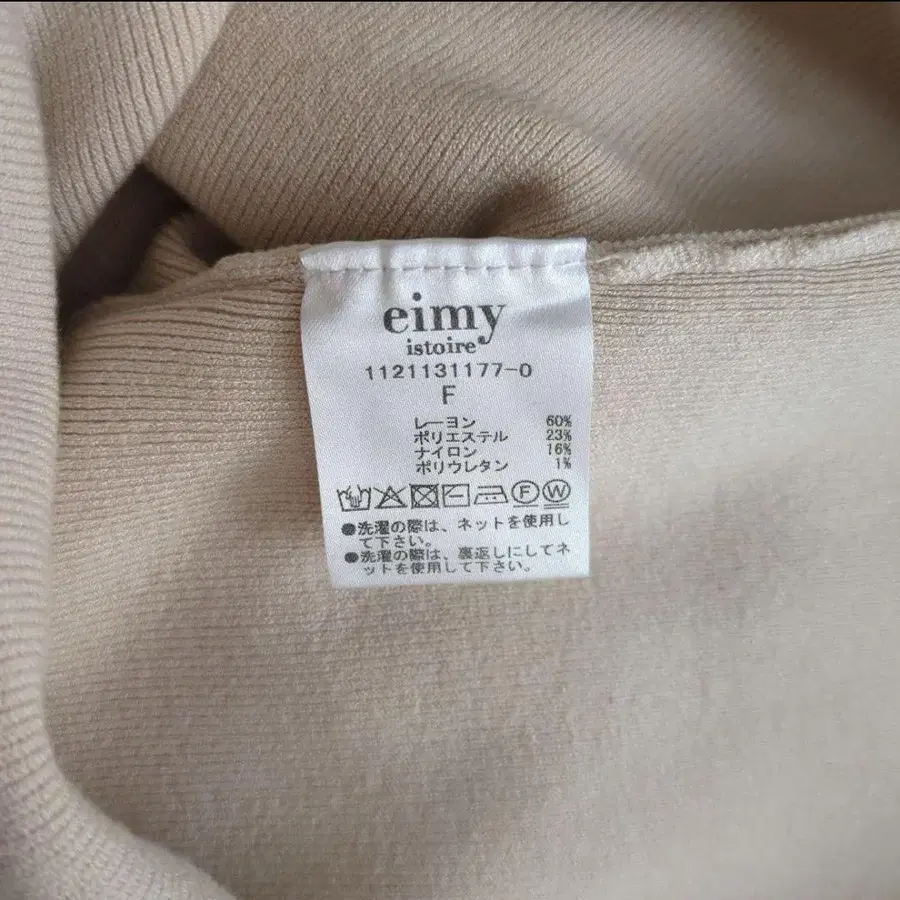 eimy
istoire
1121131177-0
F
レーヨン 60%
ポリエステル 23%
ナイロン 16%
ポリウレタン 1%
F W
●洗濯の際は、ネットを使用し
て下さい。
●洗濯の際は、裏返しにしてネ
ットを使用して下さい。